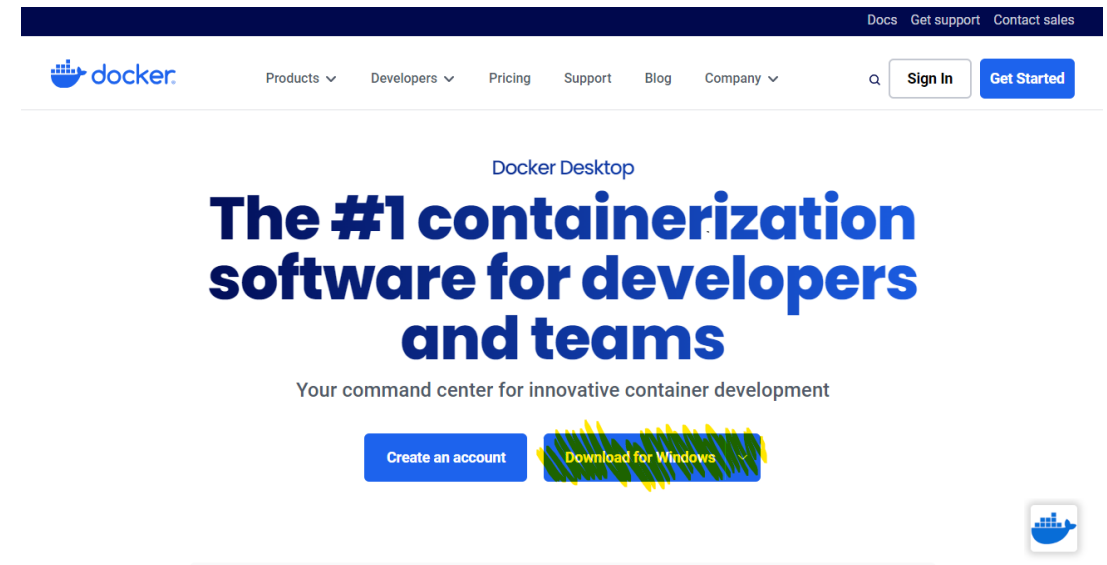 Docs Get support Contact sales
docker
Products Developers Pricing Support Blog Company Sign In Get Started
Docker Desktop
The #1 containerization
software for developers
and teams
Your command center for innovative container development
Create an account Download for Windows